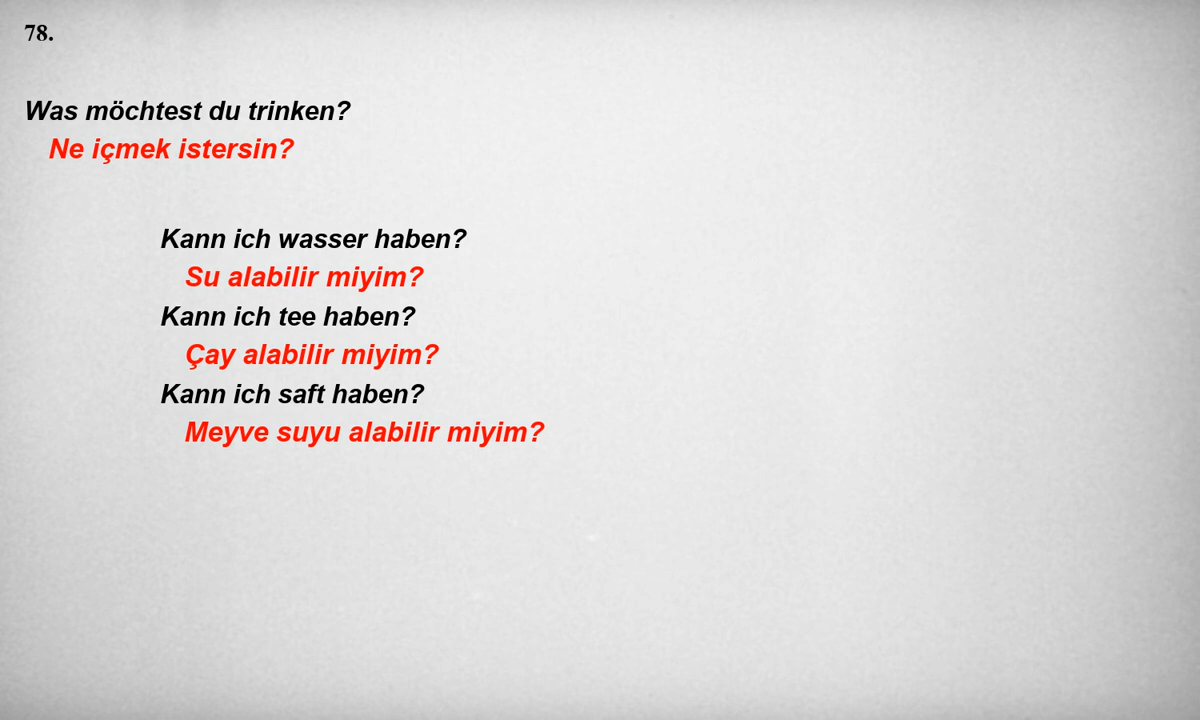 78.
Was möchtest du trinken?
Ne içmek istersin?
Kann ich wasser haben?
Su alabilir miyim?
Kann ich tee haben?
Çay alabilir miyim?
Kann ich saft haben?
Meyve suyu alabilir miyim?